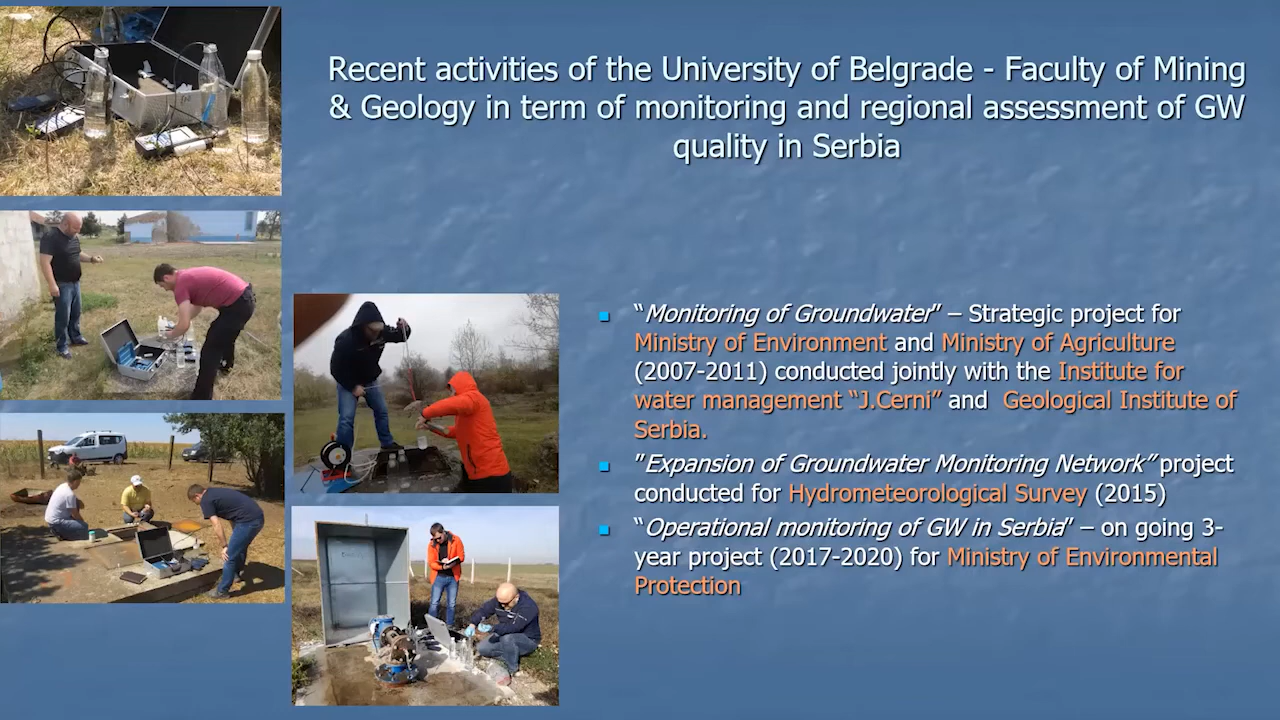 Recent activities of the University of Belgrade - Faculty of Mining
& Geology in term of monitoring and regional assessment of GW
quality in Serbia
“Monitoring of Groundwater” – Strategic project for
Ministry of Environment and Ministry of Agriculture
(2007-2011) conducted jointly with the Institute for
water management “J.Cerni” and Geological Institute of
Serbia.
”Expansion of Groundwater Monitoring Network” project
conducted for Hydrometeorological Survey (2015)
“Operational monitoring of GW in Serbia’ – on going 3-
year project (2017-2020) for Ministry of Environmental
Protection